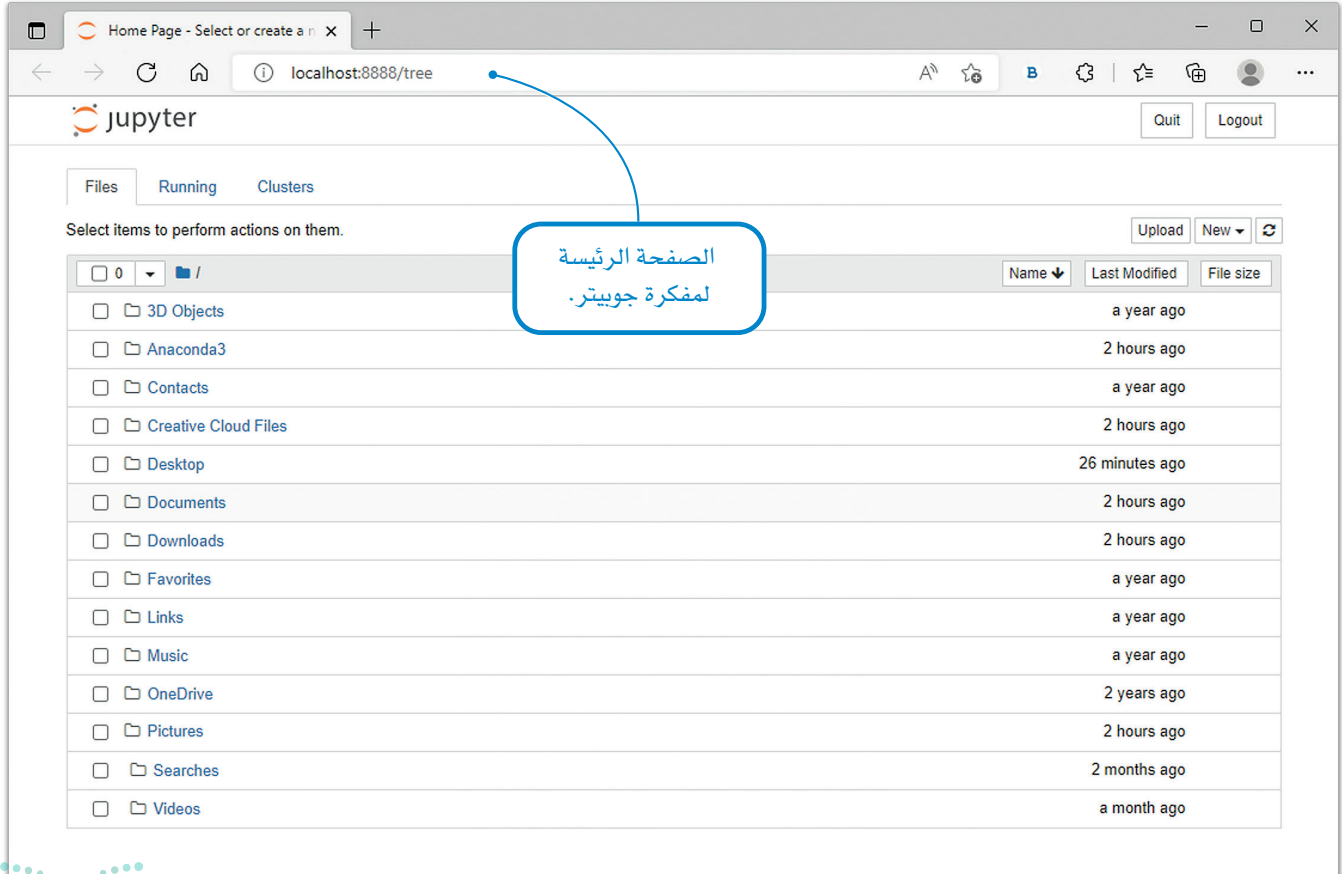 Home Page - Select or create a n
localhost:8888/tree
B
jupyter
Quit Logout
Files Running Clusters
Select items to perform actions on them.
Upload New
الصفحة الرئيسة
لمفكرة جوبيتر.
0 /
Name Last Modified File size
3D Objects a year ago
Anaconda3 2 hours ago
Contacts a year ago
Creative Cloud Files 2 hours ago
Desktop 26 minutes ago
Documents 2 hours ago
Downloads 2 hours ago
Favorites a year ago
Links a year ago
Music a year ago
OneDrive 2 years ago
Pictures 2 hours ago
Searches 2 months ago
Videos a month ago